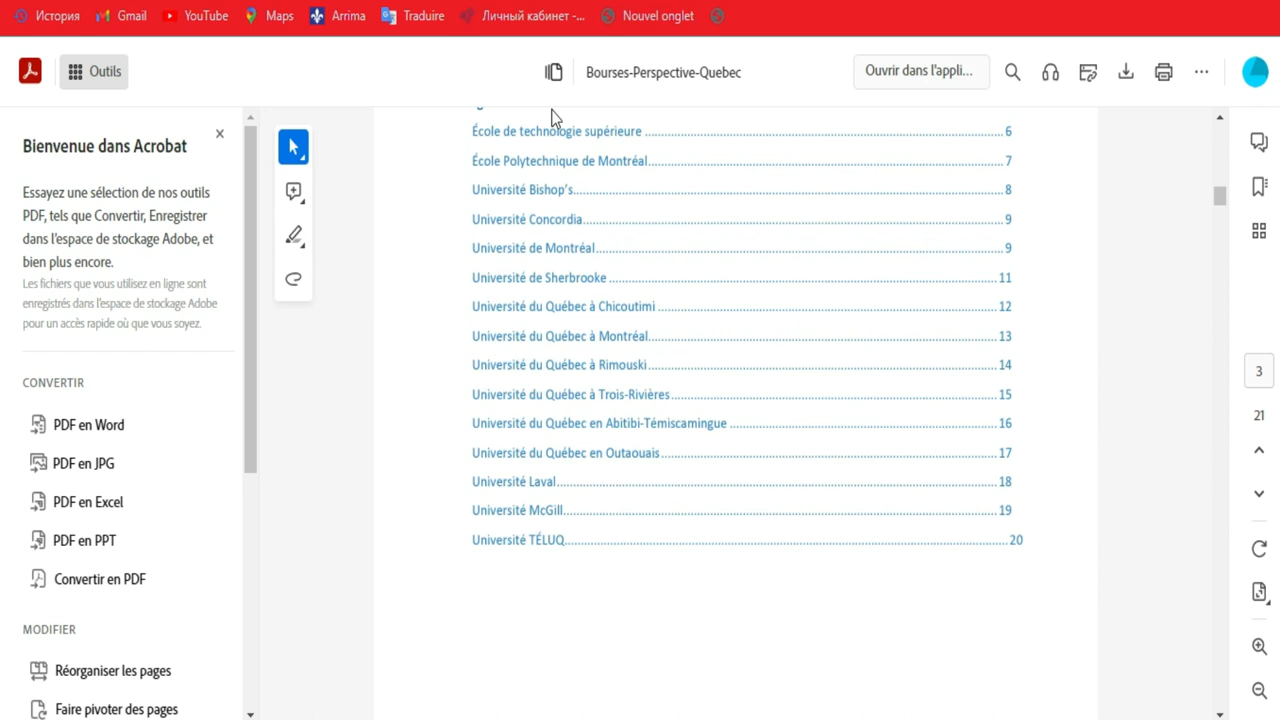 История
Gmail
YouTube
Maps
Arrima
Traduire
Личный кабинет -...
Nouvel onglet
Outils
Bourses-Perspective-Quebec
Ouvrir dans l'appli...
Bienvenue dans Acrobat
Essayez une sélection de nos outils
PDF, tels que Convertir, Enregistrer
dans l'espace de stockage Adobe, et
bien plus encore.
Les fichiers que vous utilisez en ligne sont
enregistrés dans l'espace de stockage Adobe
pour un accès rapide où que vous soyez.
CONVERTIR
PDF en Word
PDF en JPG
PDF en Excel
PDF en PPT
Convertir en PDF
MODIFIER
Réorganiser les pages
Faire pivoter des pages
École de technologie supérieure 6
École Polytechnique de Montréal 7
Université Bishop's 8
Université Concordia 9
Université de Montréal 9
Université de Sherbrooke 11
Université du Québec à Chicoutimi 12
Université du Québec à Montréal 13
Université du Québec à Rimouski 14
Université du Québec à Trois-Rivières 15
Université du Québec en Abitibi-Témiscamingue 16
Université du Québec en Outaouais 17
Université Laval 18
Université McGill 19
Université TÉLUQ 20
3
21